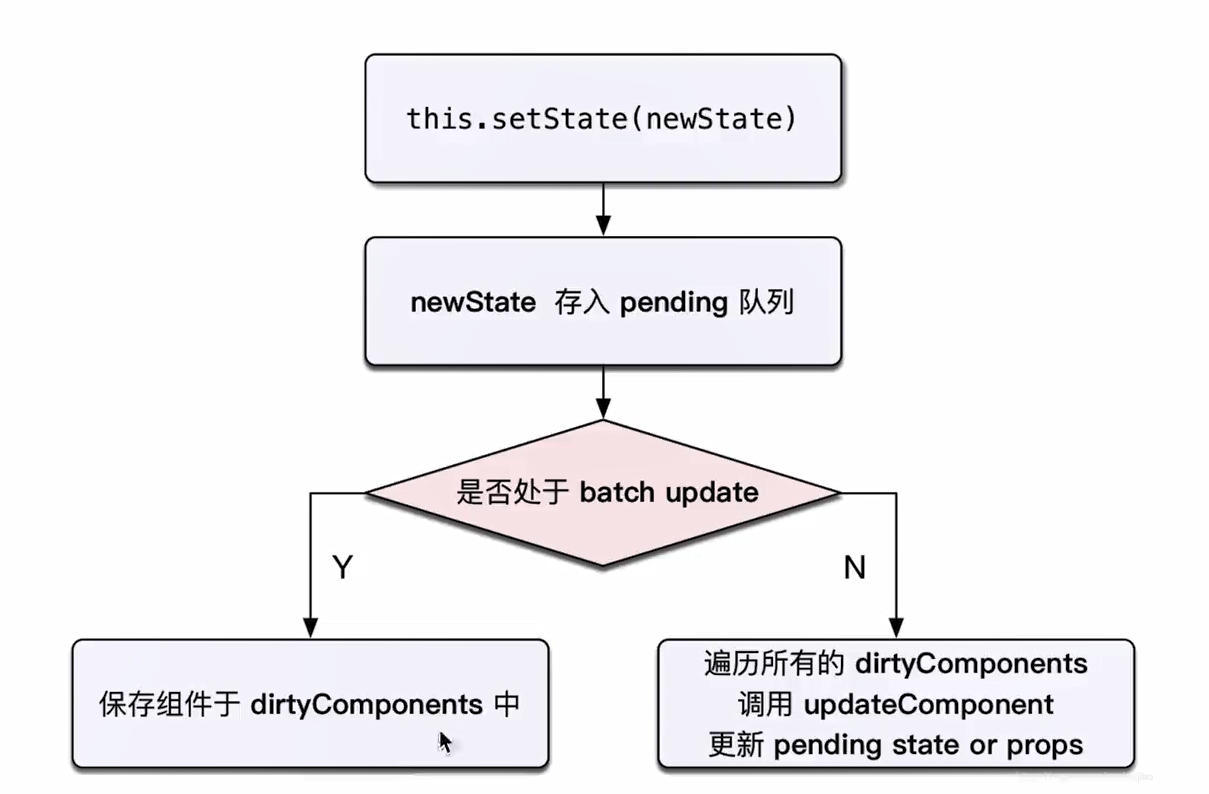 this.setState(newState)
newState 存入 pending 队列
是否处于 batch update
Y
N
保存组件于 dirtyComponents 中
遍历所有的 dirtyComponents
调用 updateComponent
更新 pending state or props